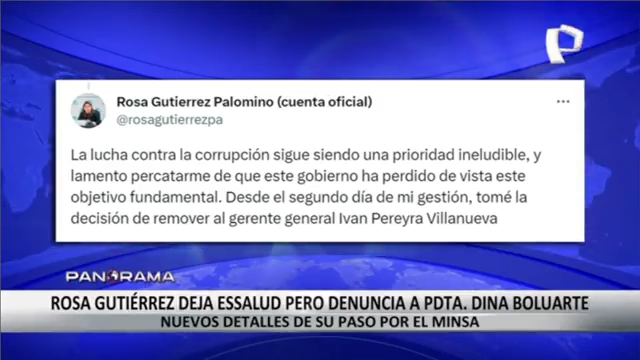 P
Rosa Gutierrez Palomino (cuenta oficial)
@rosagutierrezpa
La lucha contra la corrupción sigue siendo una prioridad ineludible, y
lamento percatarme de que este gobierno ha perdido de vista este
objetivo fundamental. Desde el segundo día de mi gestión, tomé la
decisión de remover al gerente general Ivan Pereyra Villanueva
PANORAMA
ROSA GUTIÉRREZ DEJA ESSALUD PERO DENUNCIA A PDTA. DINA BOLUARTE
NUEVOS DETALLES DE SU PASO POR EL MINSA